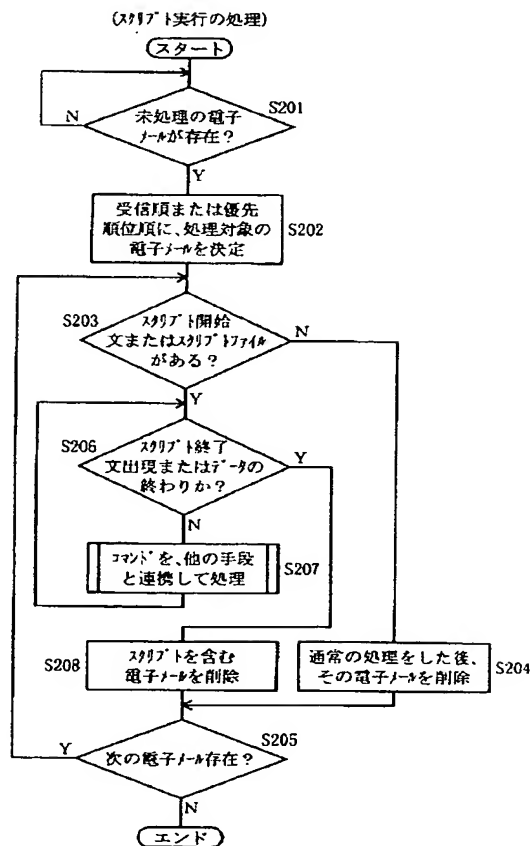 (スクリプト実行の処理)
スタート
S201
未処理の電子
メールが存在?
N
Y
受信順または優先
順位順に、処理対象の
電子メールを決定
S202
S203
スクリプト開始
文またはスクリプトファイル
がある?
N
Y
S206
スクリプト終了
文出現またはデータの
終わりか?
Y
N
コマンドを、他の手段
と連携して処理
S207
S208
スクリプトを含む
電子メールを削除
通常の処理をした後、
その電子メールを削除
S204
S205
Y
次の電子メール存在?
N
エンド